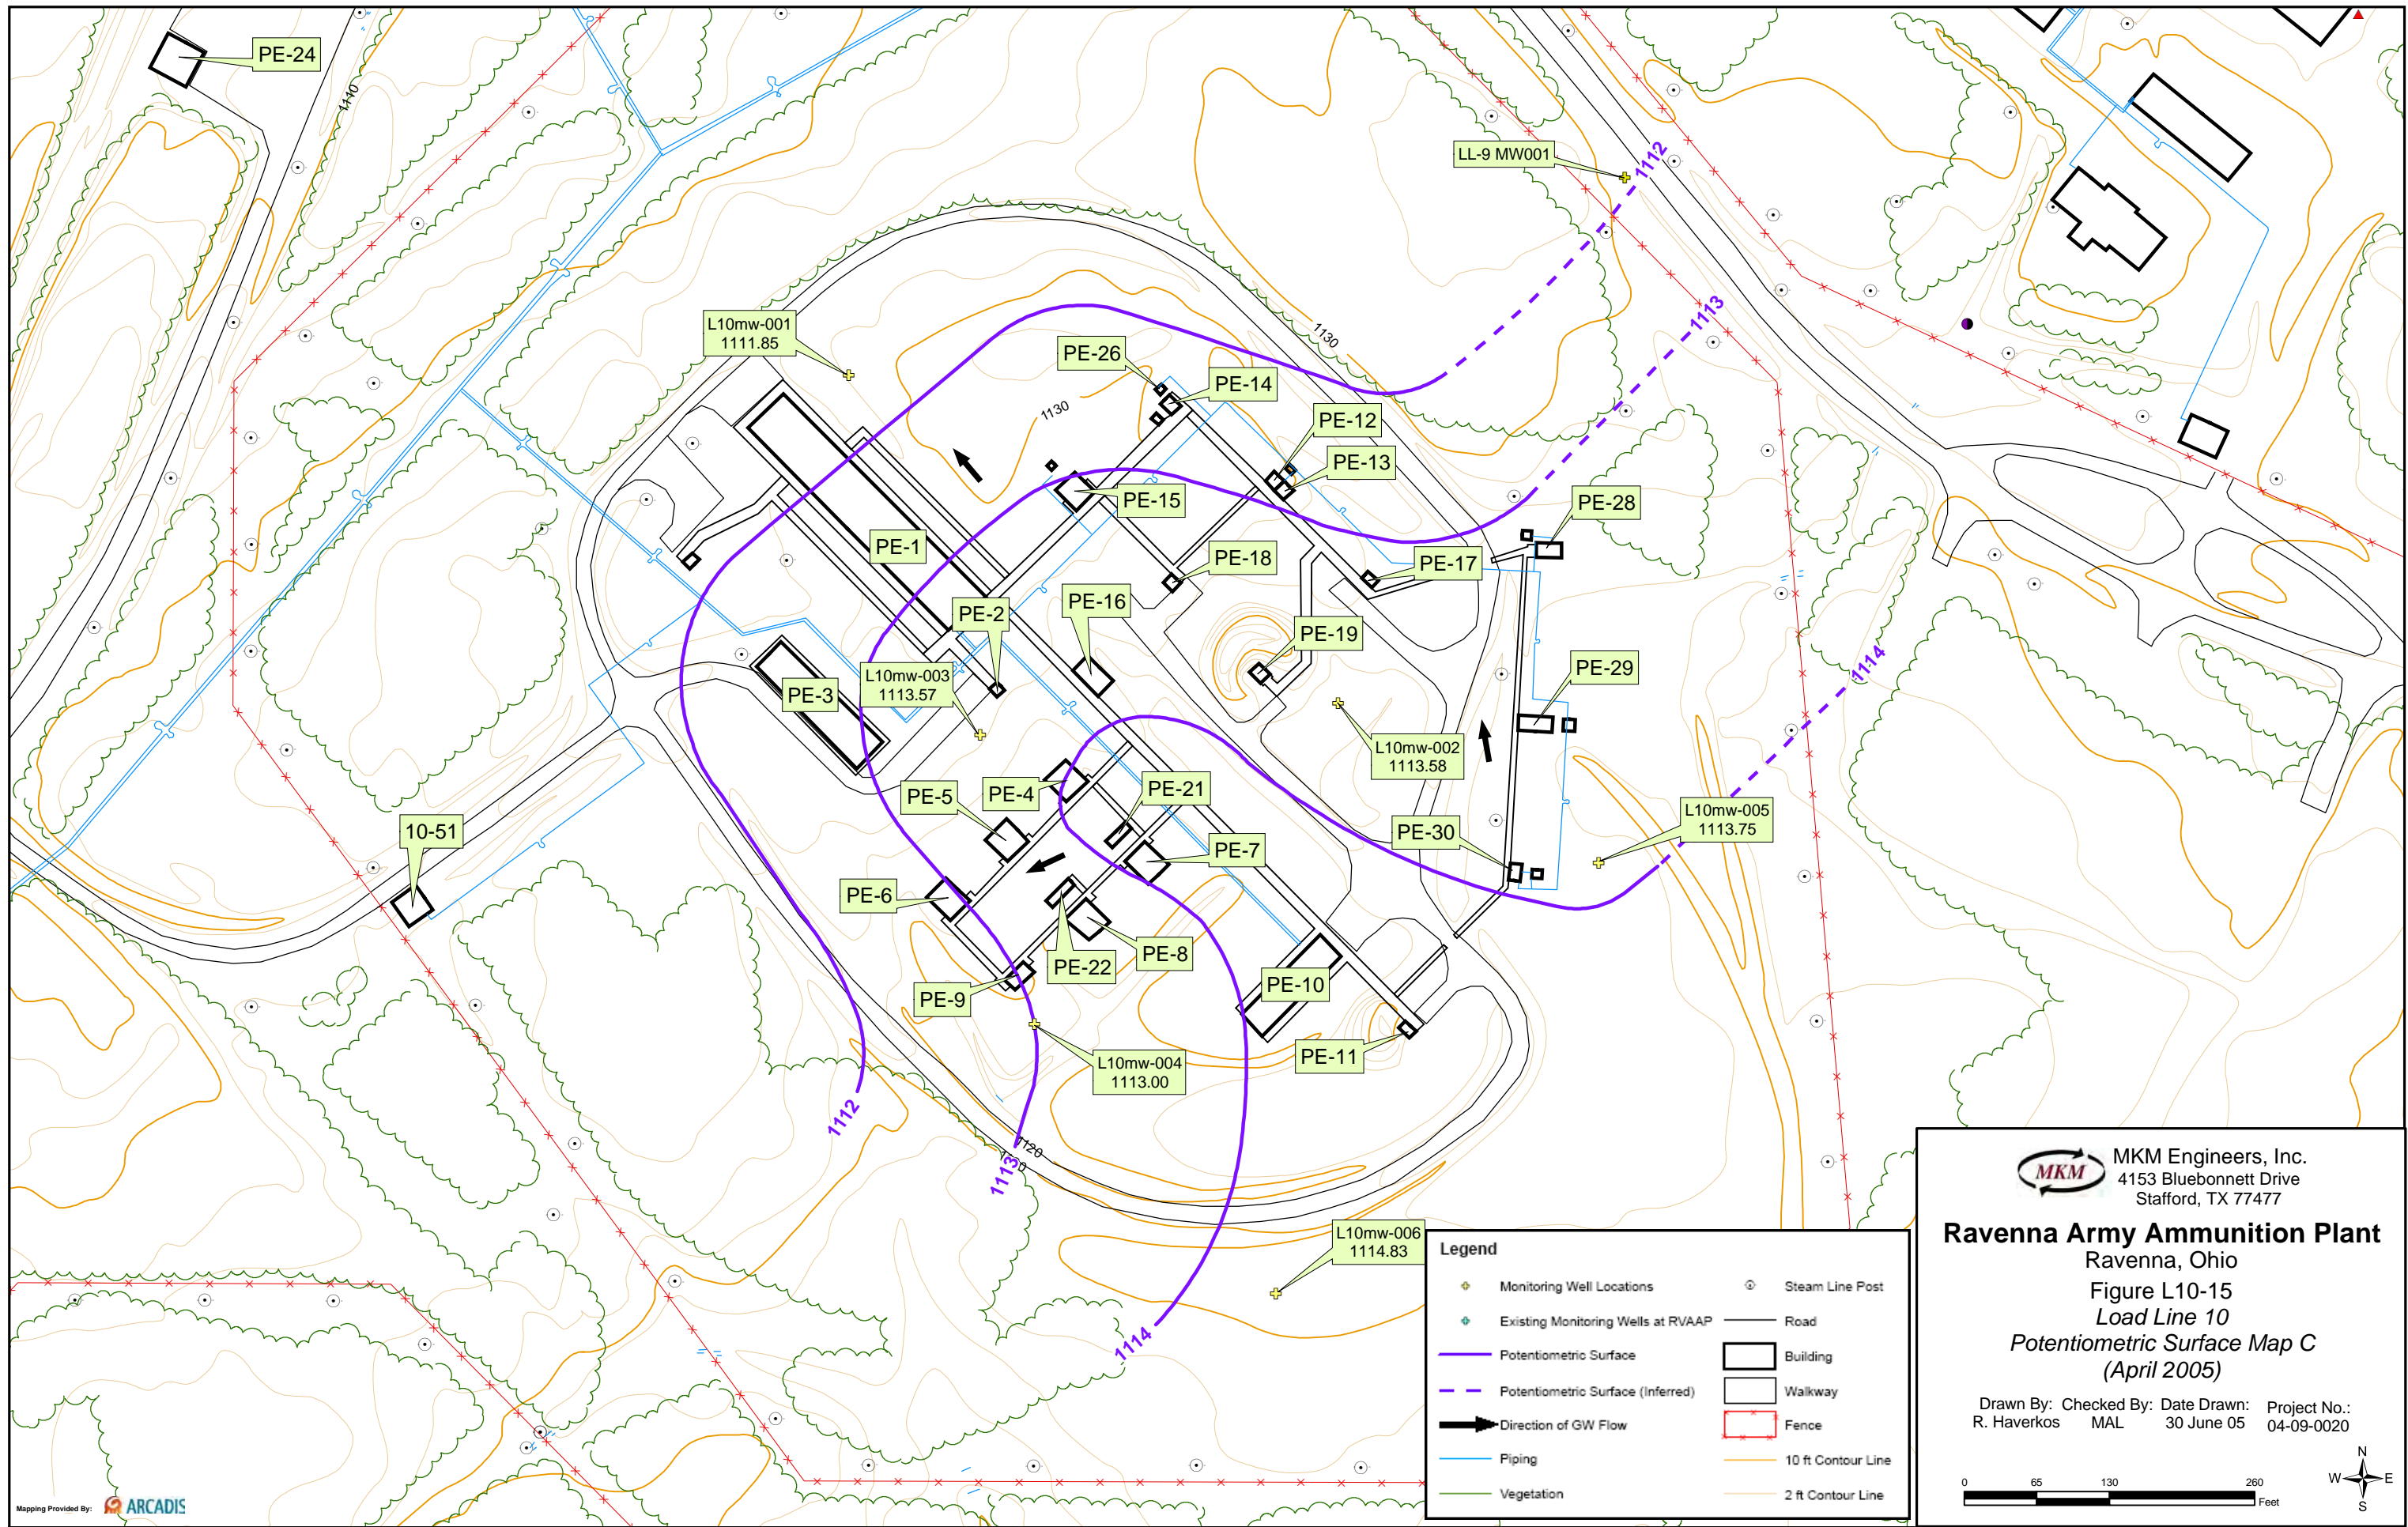 PE-24
1110
LL-9 MW001
1112
1113
L10mw-001
1111.85
1130
PE-26
PE-14
1130
PE-12
PE-13
PE-15
PE-28
PE-1
PE-18
PE-17
PE-2
PE-16
PE-19
PE-29
1114
L10mw-003
1113.57
PE-3
L10mw-002
1113.58
PE-5
PE-4
PE-21
L10mw-005
1113.75
10-51
PE-30
PE-7
PE-6
PE-8
PE-22
PE-10
PE-9
PE-11
L10mw-004
1113.00
1112
1120
1113
L10mw-006
1114.83
1114
Legend
Monitoring Well Locations
Steam Line Post
Existing Monitoring Wells at RVAAP
Road
Potentiometric Surface
Building
Potentiometric Surface (Inferred)
Walkway
Direction of GW Flow
Fence
Piping
10 ft Contour Line
Vegetation
2 ft Contour Line
MKM
MKM Engineers, Inc.
4153 Bluebonnett Drive
Stafford, TX 77477
Ravenna Army Ammunition Plant
Ravenna, Ohio
Figure L10-15
Load Line 10
Potentiometric Surface Map C
(April 2005)
Drawn By: Checked By: Date Drawn: Project No.:
R. Haverkos MAL 30 June 05 04-09-0020
N
W E
S
0 65 130 260
Feet
Mapping Provided By: ARCADIS